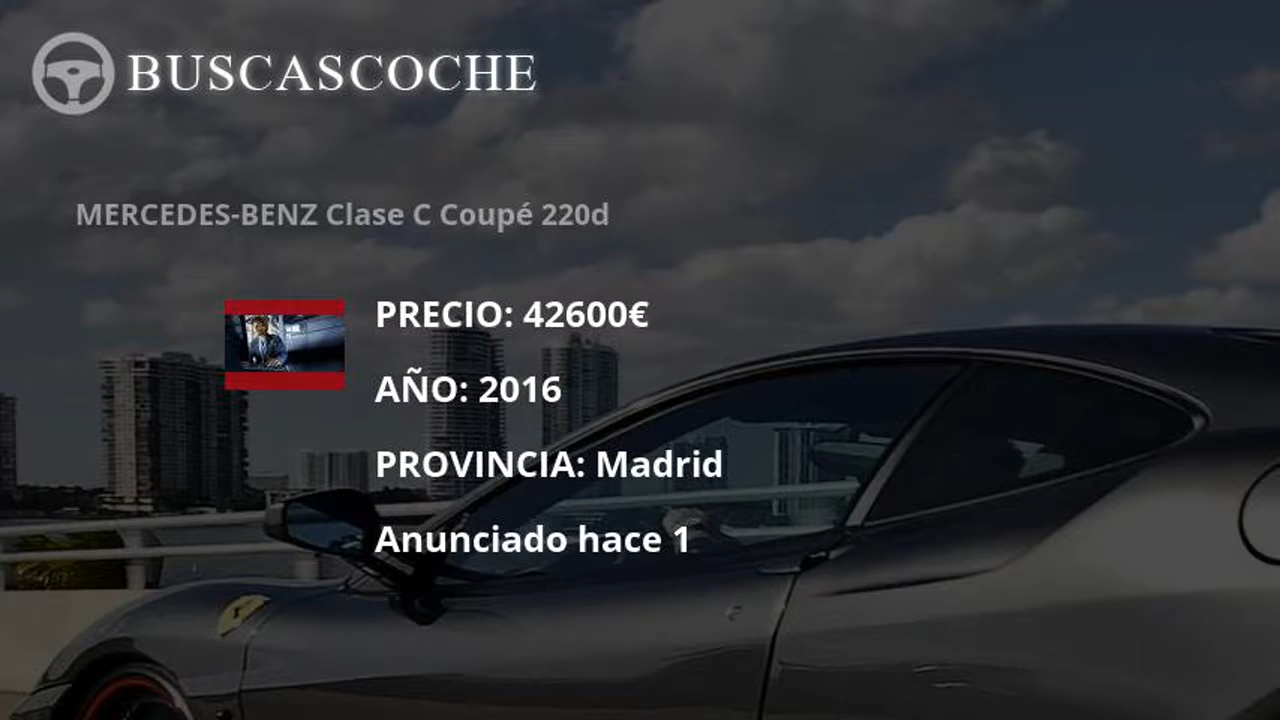 BUSCASCOCHE
MERCEDES-BENZ Clase C Coupé 220d
PRECIO: 42600€
AÑO: 2016
PROVINCIA: Madrid
Anunciado hace 1